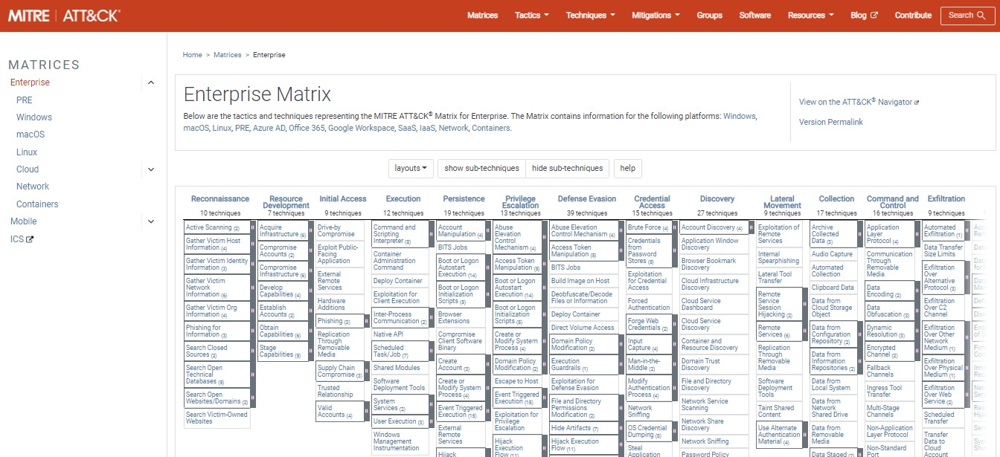 MITRE | ATT&CK®
Matrices Tactics Techniques Mitigations Groups Software Resources Blog Contribute Search
MATRICES
Enterprise
PRE
Windows
macOS
Linux
Cloud
Network
Containers
Mobile
ICS
Home > Matrices > Enterprise
Enterprise Matrix
Below are the tactics and techniques representing the MITRE ATT&CK® Matrix for Enterprise. The Matrix contains information for the following platforms: Windows,
macOS, Linux, PRE, Azure AD, Office 365, Google Workspace, SaaS, IaaS, Network, Containers.
View on the ATT&CK® Navigator
Version Permalink
layouts show sub-techniques hide sub-techniques help
Reconnaissance
10 techniques
Active Scanning (2)
Gather Victim Host
Information (4)
Gather Victim Identity
Information (3)
Gather Victim
Network
Information (6)
Gather Victim Org
Information (4)
Phishing for
Information (3)
Search Closed
Sources (2)
Search Open
Technical
Databases (5)
Search Open
Websites/Domains (2)
Search Victim-Owned
Websites
Resource
Development
7 techniques
Acquire
Infrastructure (6)
Compromise
Accounts (2)
Compromise
Infrastructure (6)
Develop
Capabilities (4)
Establish
Accounts (2)
Obtain
Capabilities (6)
Stage
Capabilities (5)
Initial Access
9 techniques
Drive-by
Compromise
Exploit Public-
Facing
Application
External
Remote
Services
Hardware
Additions
Phishing (3)
Replication
Through
Removable
Media
Supply Chain
Compromise (3)
Trusted
Relationship
Valid
Accounts (4)
Execution
12 techniques
Command and
Scripting
Interpreter (8)
Container
Administration
Command
Deploy Container
Exploitation for
Client Execution
Inter-Process
Communication (2)
Native API
Scheduled
Task/Job (7)
Shared Modules
Software
Deployment Tools
System
Services (2)
User Execution (3)
Windows
Management
Instrumentation
Persistence
19 techniques
Account
Manipulation (4)
BITS Jobs
Boot or Logon
Autostart
Execution (14)
Boot or Logon
Initialization
Scripts (5)
Browser
Extensions
Compromise
Client Software
Binary
Create
Account (3)
Create or
Modify System
Process (4)
Event Triggered
Execution (15)
External
Remote
Services
Hijack
Privilege
Escalation
13 techniques
Abuse
Elevation
Control
Mechanism (4)
Access Token
Manipulation (5)
Boot or Logon
Autostart
Execution (14)
Boot or Logon
Initialization
Scripts (5)
Create or
Modify System
Process (4)
Domain Policy
Modification (2)
Escape to Host
Event Triggered
Execution (15)
Exploitation for
Privilege
Escalation
Hijack
Execution
Flow (11)
Defense Evasion
39 techniques
Abuse Elevation
Control Mechanism (4)
Access Token
Manipulation (5)
BITS Jobs
Build Image on Host
Deobfuscate/Decode
Files or Information
Deploy Container
Direct Volume Access
Domain Policy
Modification (2)
Execution
Guardrails (1)
Exploitation for
Defense Evasion
File and Directory
Permissions
Modification (2)
Hide Artifacts (7)
Hijack Execution
Flow (11)
Credential
Access
15 techniques
Brute Force (4)
Credentials
from
Password
Stores (5)
Exploitation
for Credential
Access
Forced
Authentication
Forge Web
Credentials (2)
Input
Capture (4)
Man-in-the-
Middle (2)
Modify
Authentication
Process (4)
Network
Sniffing
OS Credential
Dumping (8)
Steal
Application
Discovery
27 techniques
Account Discovery (4)
Application Window
Discovery
Browser Bookmark
Discovery
Cloud Infrastructure
Discovery
Cloud Service
Dashboard
Cloud Service
Discovery
Container and
Resource Discovery
Domain Trust
Discovery
File and Directory
Discovery
Network Service
Scanning
Network Share
Discovery
Network Sniffing
Password Policy
Lateral
Movement
9 techniques
Exploitation of
Remote
Services
Internal
Spearphishing
Lateral Tool
Transfer
Remote
Service
Session
Hijacking (2)
Remote
Services (6)
Replication
Through
Removable
Media
Software
Deployment
Tools
Taint Shared
Content
Use Alternate
Authentication
Material (4)
Collection
17 techniques
Archive
Collected
Data (3)
Audio Capture
Automated
Collection
Clipboard Data
Data from
Cloud Storage
Object
Data from
Configuration
Repository (2)
Data from
Information
Repositories (2)
Data from
Local System
Data from
Network
Shared Drive
Data from
Removable
Media
Data Staged (2)
Command and
Control
16 techniques
Application
Layer
Protocol (4)
Communication
Through
Removable
Media
Data
Encoding (2)
Data
Obfuscation (3)
Dynamic
Resolution (3)
Encrypted
Channel (2)
Fallback
Channels
Ingress Tool
Transfer
Multi-Stage
Channels
Non-Application
Layer Protocol
Non-Standard
Port
Exfiltration
9 techniques
Automated
Exfiltration (1)
Data Transfer
Size Limits
Exfiltration
Over
Alternative
Protocol (3)
Exfiltration
Over C2
Channel
Exfiltration
Over Other
Network
Medium (1)
Exfiltration
Over Physical
Medium (1)
Exfiltration
Over Web
Service (2)
Scheduled
Transfer
Transfer
Data to
Cloud
Account